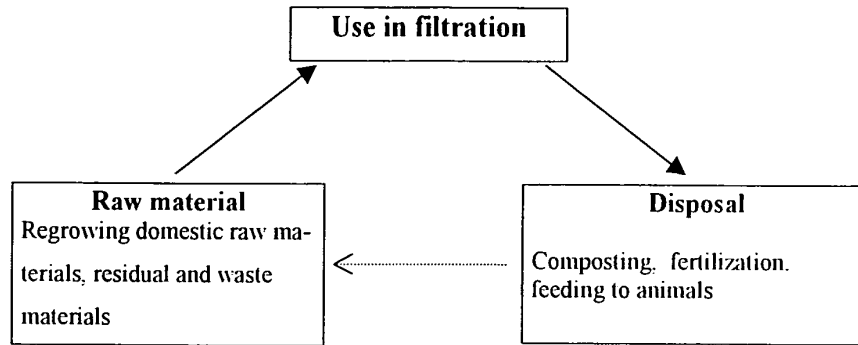 Use in filtration
Raw material
Regrowing domestic raw ma-
terials, residual and waste
materials
Disposal
Composting, fertilization.
feeding to animals